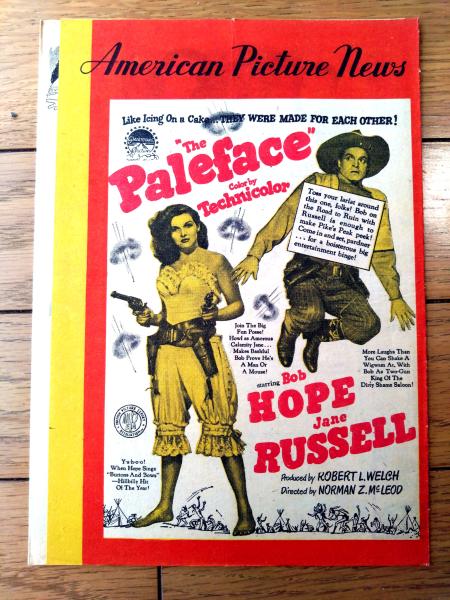 American Picture News
Like Icing On a Cake... THEY WERE MADE FOR EACH OTHER!
"The
Paleface"
Color by
Technicolor
Toss your lariat around
this one, folks! Bob on
the Road to Ruin with
Russell is enough to
make Pike's Peak peek!
Come in and set, pardner
... for a boisterous big
entertainment binge!
Join The Big
Fun Posse!
Howl as Amorous
Calamity Jane...
Makes Bashful
Bob Prove He's
A Man Or
A Mouse!
More Laughs Than
You Can Shake A
Wigwam At, With
Bob As Two-Gun
King Of The
Dirty Shame Saloon!
starring Bob
HOPE
Jane
RUSSELL
Yahoo!
When Hope Sings
"Buttons And Bows"
—Hillbilly Hit
Of The Year!
Produced by ROBERT L. WELCH
Directed by NORMAN Z. McLEOD